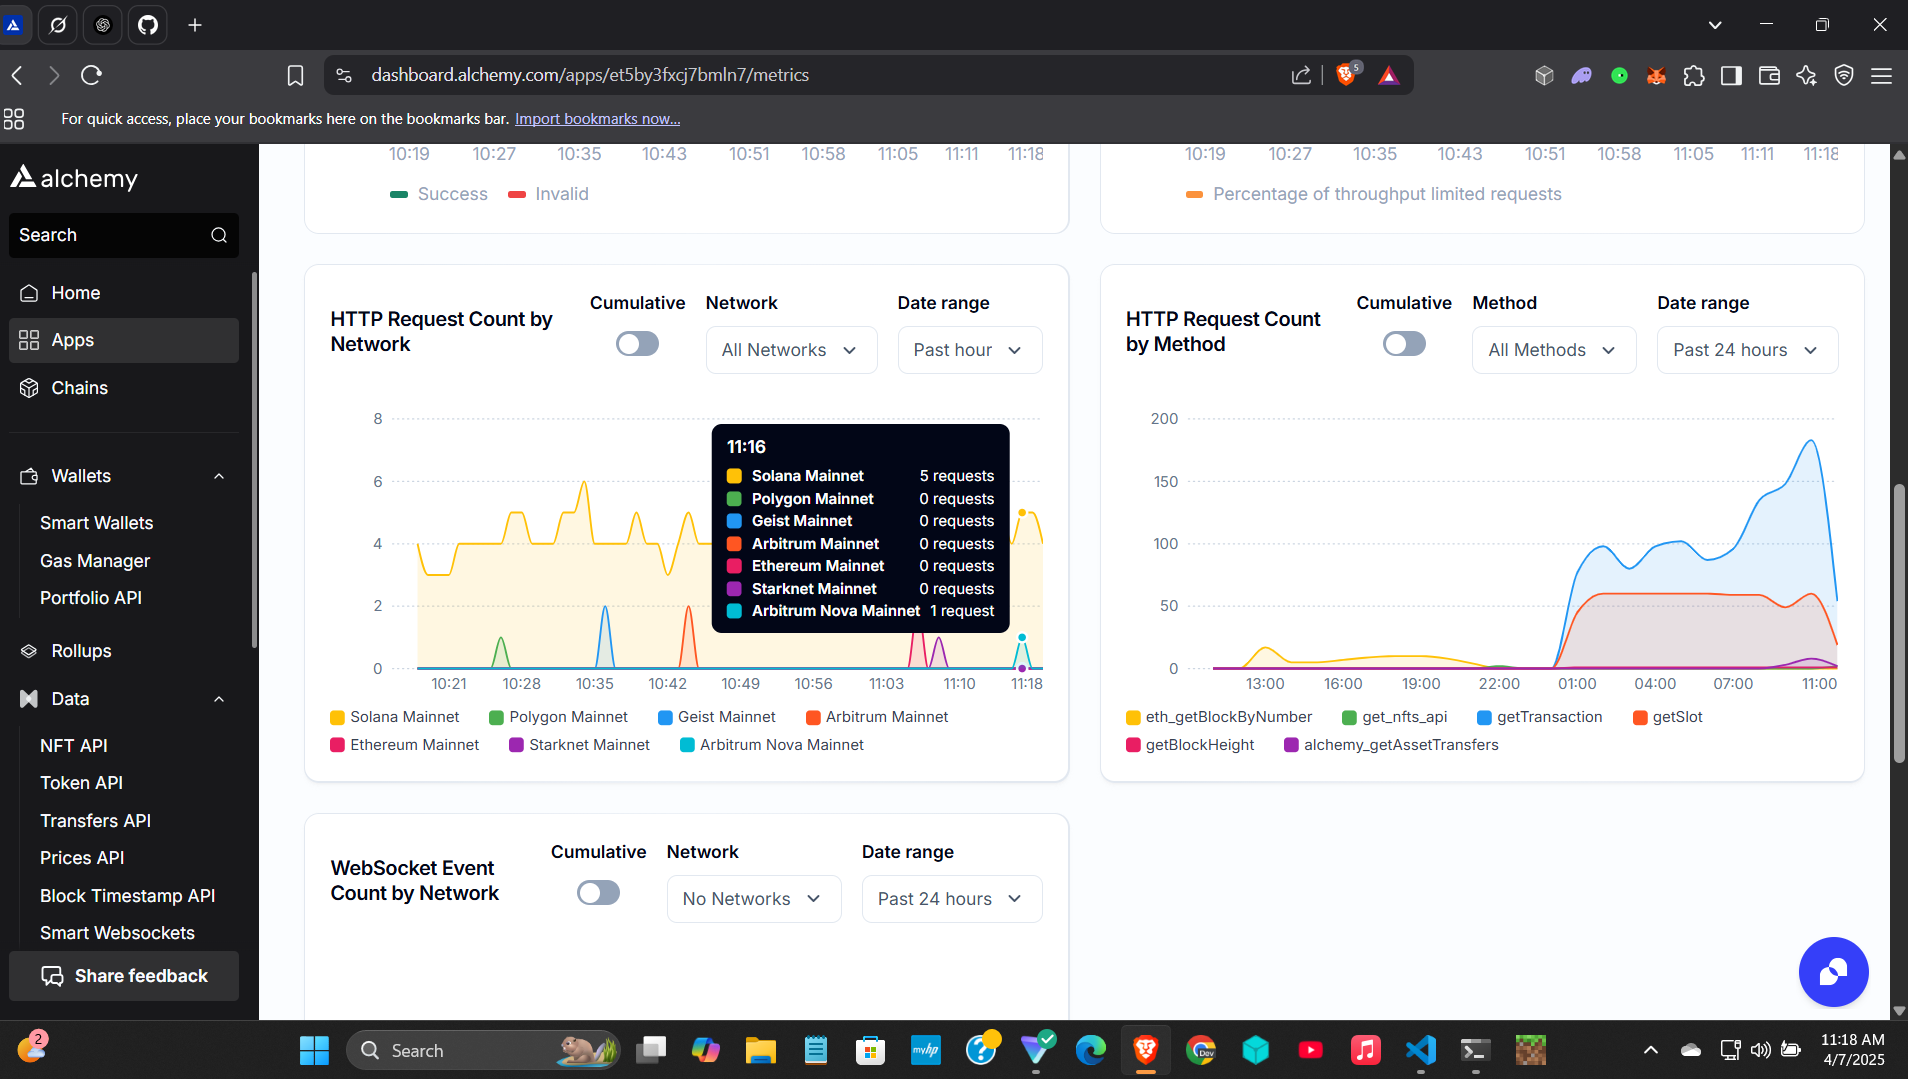 dashboard.alchemy.com/apps/et5by3fxcj7bmln7/metrics
5
For quick access, place your bookmarks here on the bookmarks bar. Import bookmarks now...
alchemy
Search
Home
Apps
Chains
Wallets
Smart Wallets
Gas Manager
Portfolio API
Rollups
Data
NFT API
Token API
Transfers API
Prices API
Block Timestamp API
Smart Websockets
Share feedback
10:19 10:27 10:35 10:43 10:51 10:58 11:05 11:11 11:18
Success Invalid
10:19 10:27 10:35 10:43 10:51 10:58 11:05 11:11 11:18
Percentage of throughput limited requests
HTTP Request Count by
Network
Cumulative Network Date range
All Networks Past hour
8
6
4
2
0
10:21 10:28 10:35 10:42 10:49 10:56 11:03 11:10 11:18
11:16
Solana Mainnet 5 requests
Polygon Mainnet 0 requests
Geist Mainnet 0 requests
Arbitrum Mainnet 0 requests
Ethereum Mainnet 0 requests
Starknet Mainnet 0 requests
Arbitrum Nova Mainnet 1 request
Solana Mainnet Polygon Mainnet Geist Mainnet Arbitrum Mainnet
Ethereum Mainnet Starknet Mainnet Arbitrum Nova Mainnet
HTTP Request Count
by Method
Cumulative Method Date range
All Methods Past 24 hours
200
150
100
50
0
13:00 16:00 19:00 22:00 01:00 04:00 07:00 11:00
eth_getBlockByNumber get_nfts_api getTransaction getSlot
getBlockHeight alchemy_getAssetTransfers
WebSocket Event
Count by Network
Cumulative Network Date range
No Networks Past 24 hours
2
Search
myhp
Dev
11:18 AM
4/7/2025